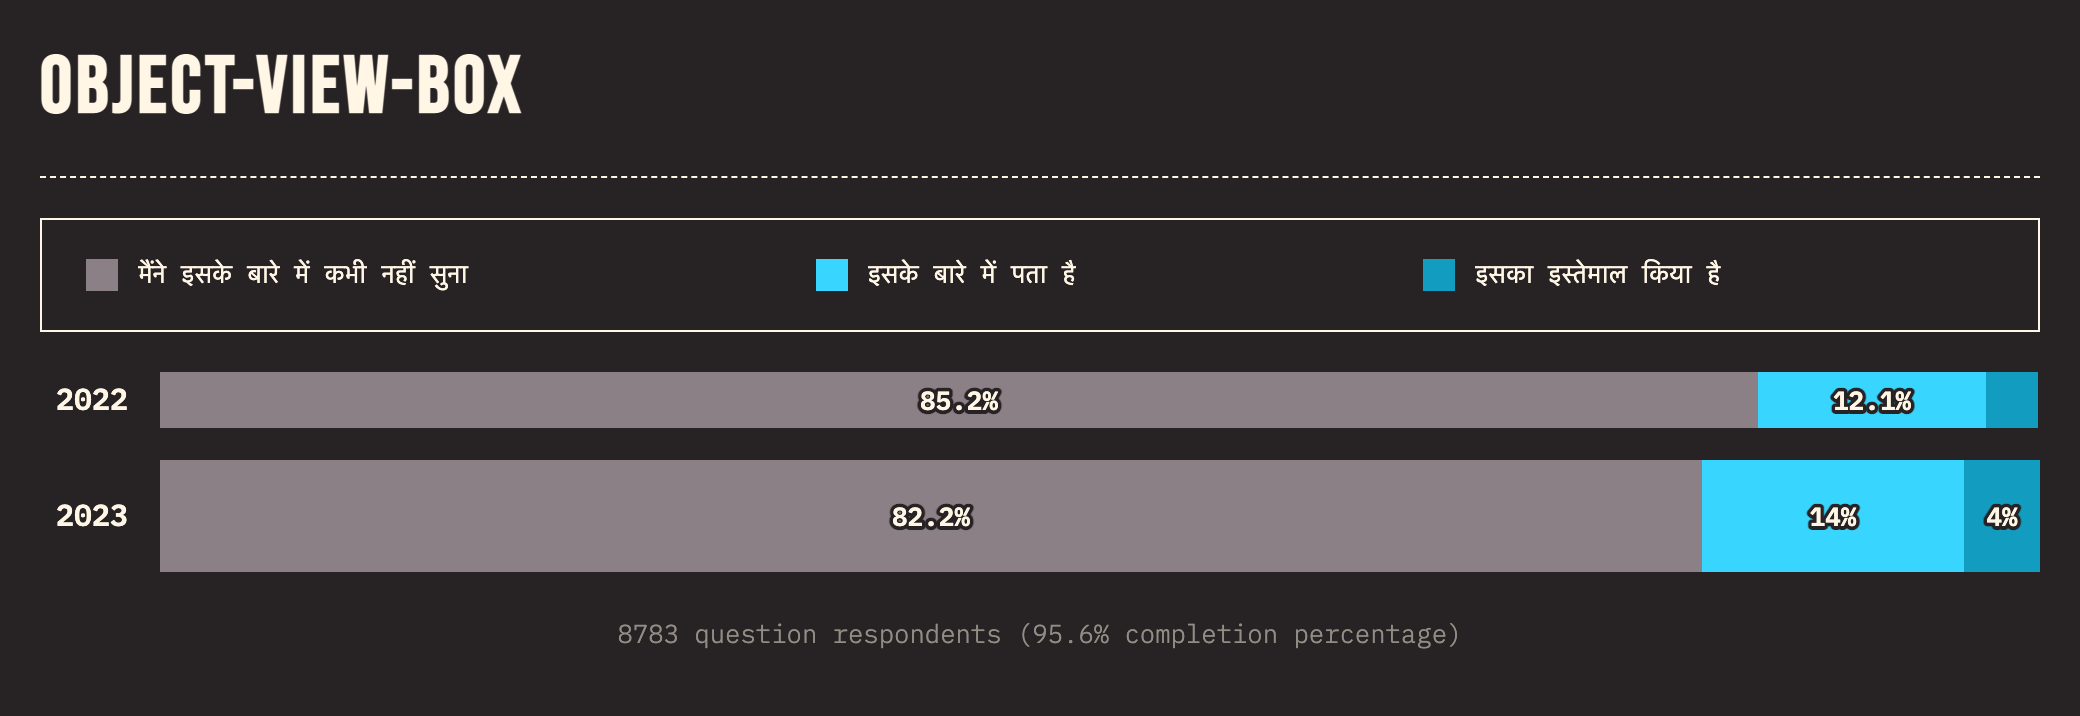 OBJECT-VIEW-BOX
मैंने इसके बारे में कभी नहीं सुना
इसके बारे में पता है
इसका इस्तेमाल किया है
2022 85.2% 12.1%
2023 82.2% 14% 4%
8783 question respondents (95.6% completion percentage)